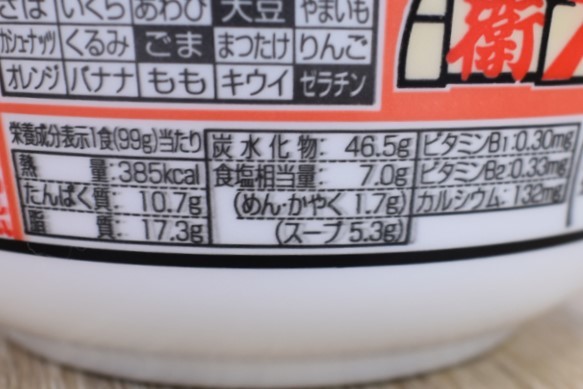 さば いくら あわび 大豆 やまいも
カシューナッツ くるみ ごま まつたけ りんご
オレンジ バナナ もも キウイ ゼラチン
衛
栄養成分表示1食(99g)当たり
熱量:385kcal
たんぱく質:10.7g
脂質:17.3g
炭水化物:46.5g
食塩相当量:7.0g
(めん・かやく 1.7g)
(スープ 5.3g)
ビタミンB1:0.30mg
ビタミンB2:0.33mg
カルシウム:132mg